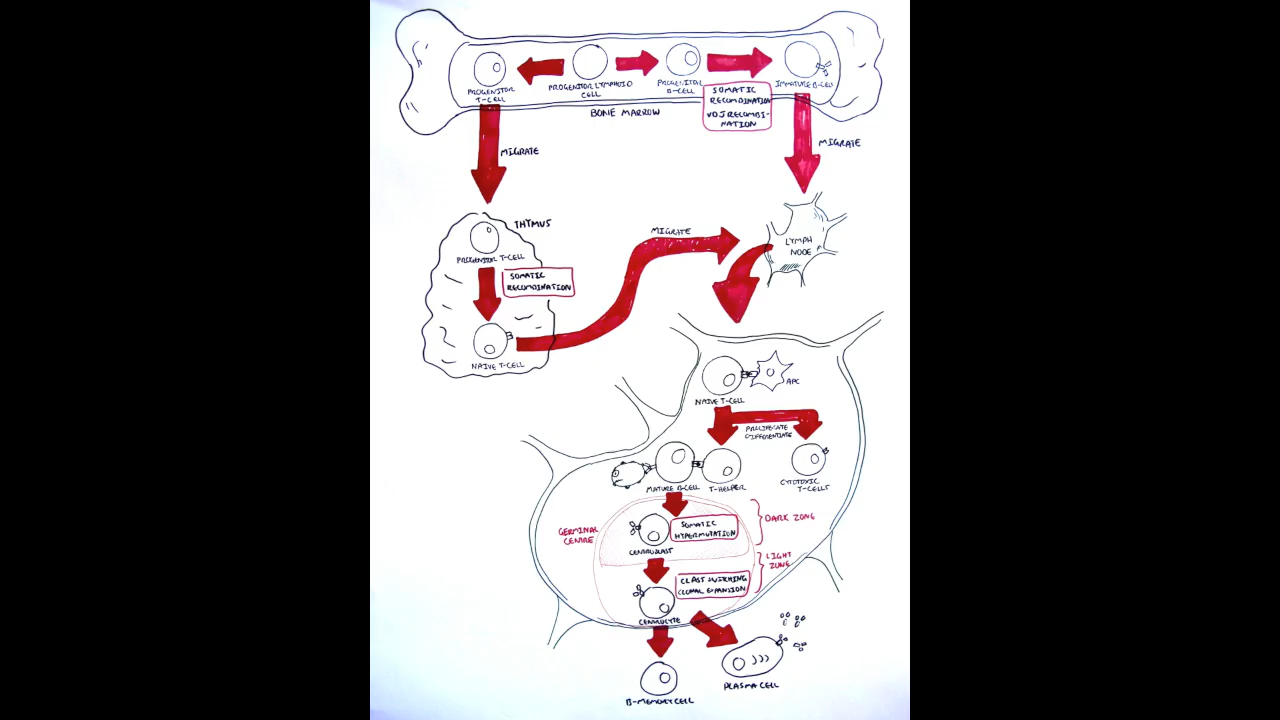 PROGENITOR
T-CELL
PROGENITOR LYMPHOID
CELL
PROGENITOR
B-CELL
IMMATURE B-CELL
SOMATIC
RECOMBINATION
VDJ RECOMBI-
NATION
BONE MARROW
MIGRATE
MIGRATE
THYMUS
PROGENITOR T-CELL
SOMATIC
RECOMBINATION
NAIVE T-CELL
MIGRATE
LYMPH
NODE
NAIVE T-CELL
APC
PROLIFERATE
DIFFERENTIATE
MATURE B-CELL
T-HELPER
CYTOTOXIC
T-CELLS
GERMINAL
CENTRE
SOMATIC
HYPERMUTATION
DARK ZONE
CENTROBLAST
LIGHT
ZONE
CLASS SWITCHING
CLONAL EXPANSION
CENTROCYTE
B-MEMORY CELL
PLASMA CELL